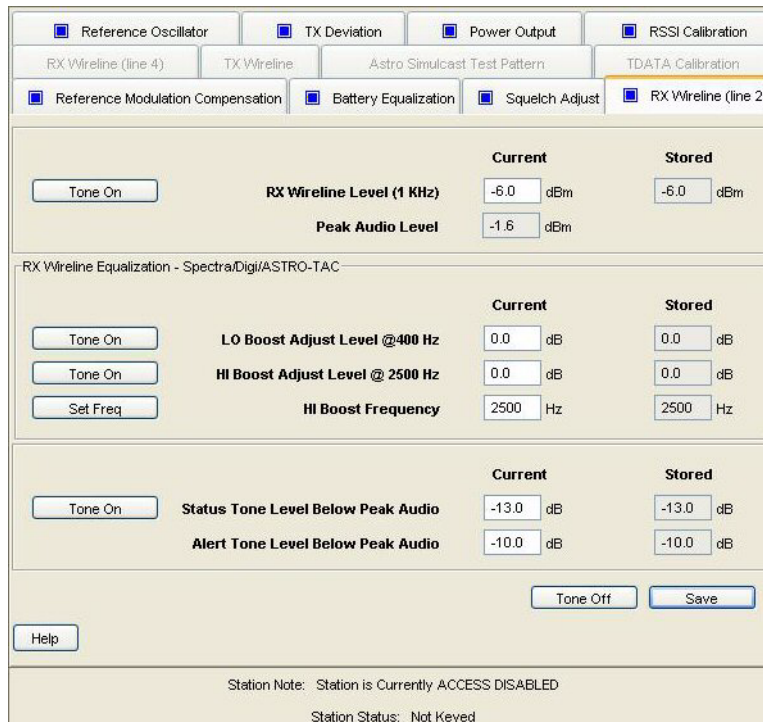 Reference Oscillator TX Deviation Power Output RSSI Calibration
RX Wireline (line 4) TX Wireline Astro Simulcast Test Pattern TDATA Calibration
Reference Modulation Compensation Battery Equalization Squelch Adjust RX Wireline (line 2
Current Stored
Tone On RX Wireline Level (1 KHz) -6.0 dBm -6.0 dBm
Peak Audio Level -1.6 dBm
RX Wireline Equalization - Spectra/Digi/ASTRO-TAC
Current Stored
Tone On LO Boost Adjust Level @400 Hz 0.0 dB 0.0 dB
Tone On HI Boost Adjust Level @ 2500 Hz 0.0 dB 0.0 dB
Set Freq HI Boost Frequency 2500 Hz 2500 Hz
Current Stored
Tone On Status Tone Level Below Peak Audio -13.0 dB -13.0 dB
Alert Tone Level Below Peak Audio -10.0 dB -10.0 dB
Tone Off Save
Help
Station Note: Station is Currently ACCESS DISABLED
Station Status: Not Keyed